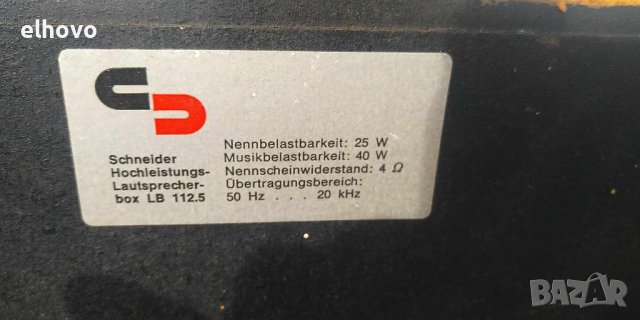 elhovo
Schneider
Hochleistungs-
Lautsprecher-
box LB 112.5
Nennbelastbarkeit: 25 W
Musikbelastbarkeit: 40 W
Nennscheinwiderstand: 4 Ω
Übertragungsbereich:
50 Hz . . . 20 kHz
BAZAR